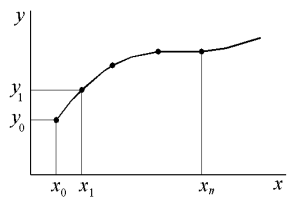 y
y₁
y₀
x₀ x₁ xₙ x